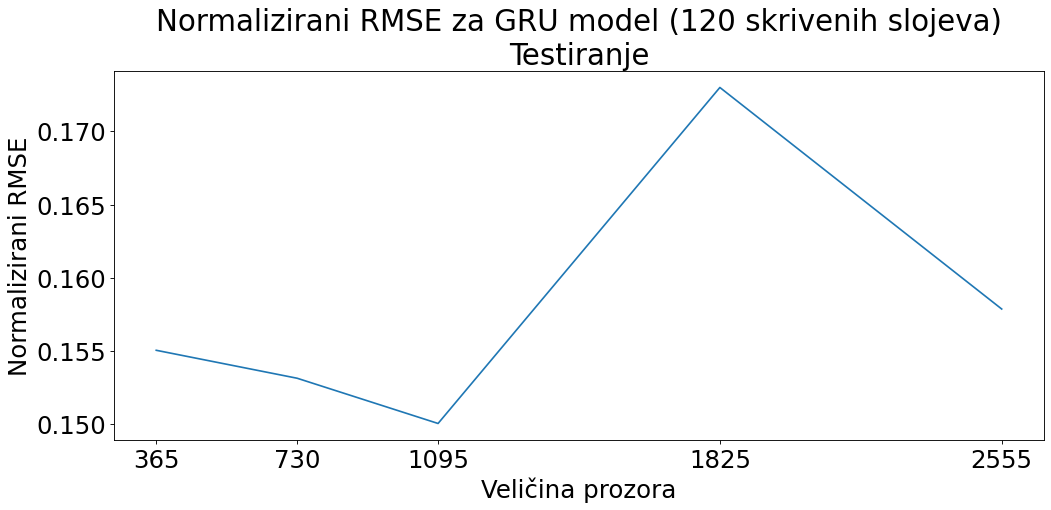 Normalizirani RMSE za GRU model (120 skrivenih slojeva)
Testiranje
Normalizirani RMSE
0.170
0.165
0.160
0.155
0.150
365 730 1095 1825 2555
Veličina prozora